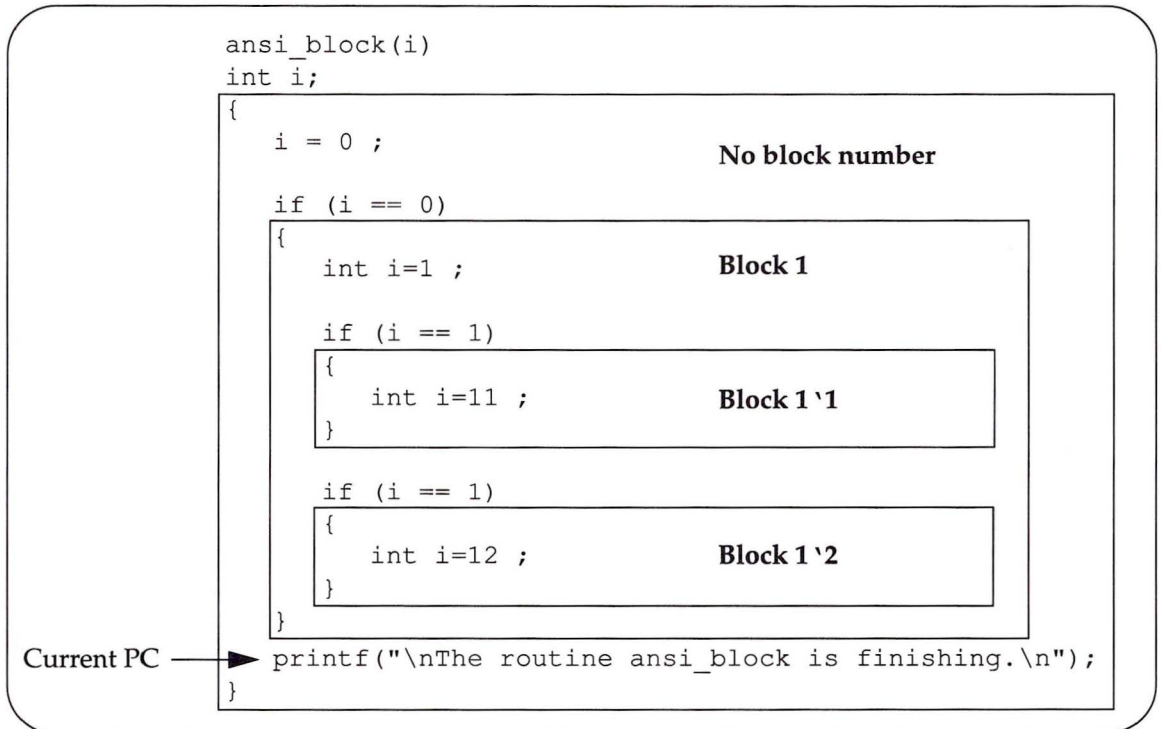 ansi_block(i)
int i;
{
i = 0 ;
No block number
if (i == 0)
{
int i=1 ;
Block 1
if (i == 1)
{
int i=11 ;
Block 1`1
}
if (i == 1)
{
int i=12 ;
Block 1`2
}
}
Current PC
printf("\nThe routine ansi_block is finishing.\n");
}